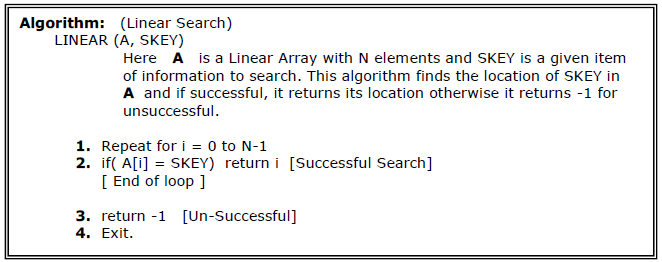 Algorithm: (Linear Search)
LINEAR (A, SKEY)
Here A is a Linear Array with N elements and SKEY is a given item
of information to search. This algorithm finds the location of SKEY in
A and if successful, it returns its location otherwise it returns -1 for
unsuccessful.
1. Repeat for i = 0 to N-1
2. if( A[i] = SKEY) return i [Successful Search]
[ End of loop ]
3. return -1 [Un-Successful]
4. Exit.